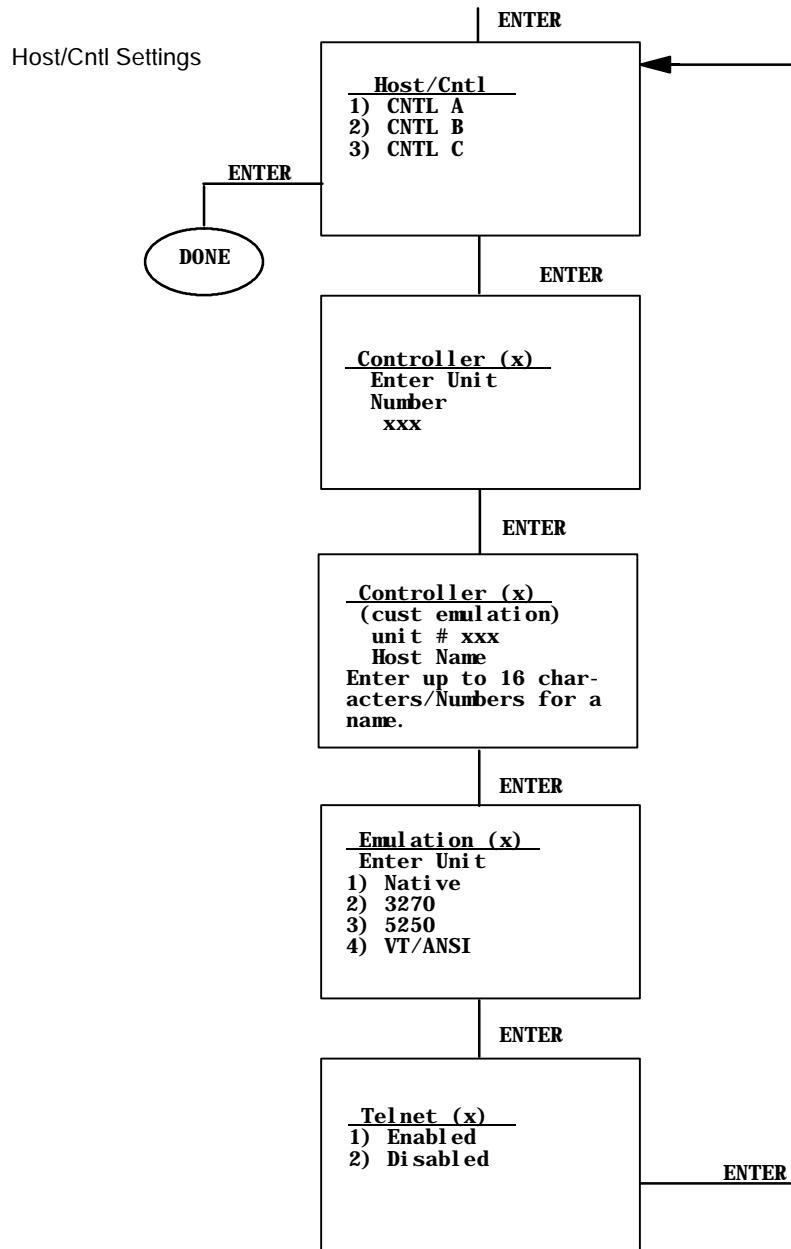 ENTER
Host/Cntl Settings
Host/Cntl
1) CNTL A
2) CNTL B
3) CNTL C
ENTER
DONE
ENTER
Controller (x)
Enter Unit
Number
xxx
ENTER
Controller (x)
(cust emulation)
unit # xxx
Host Name
Enter up to 16 char-
acters/Numbers for a
name.
ENTER
Emulation (x)
Enter Unit
1) Native
2) 3270
3) 5250
4) VT/ANSI
ENTER
Telnet (x)
1) Enabled
2) Disabled
ENTER